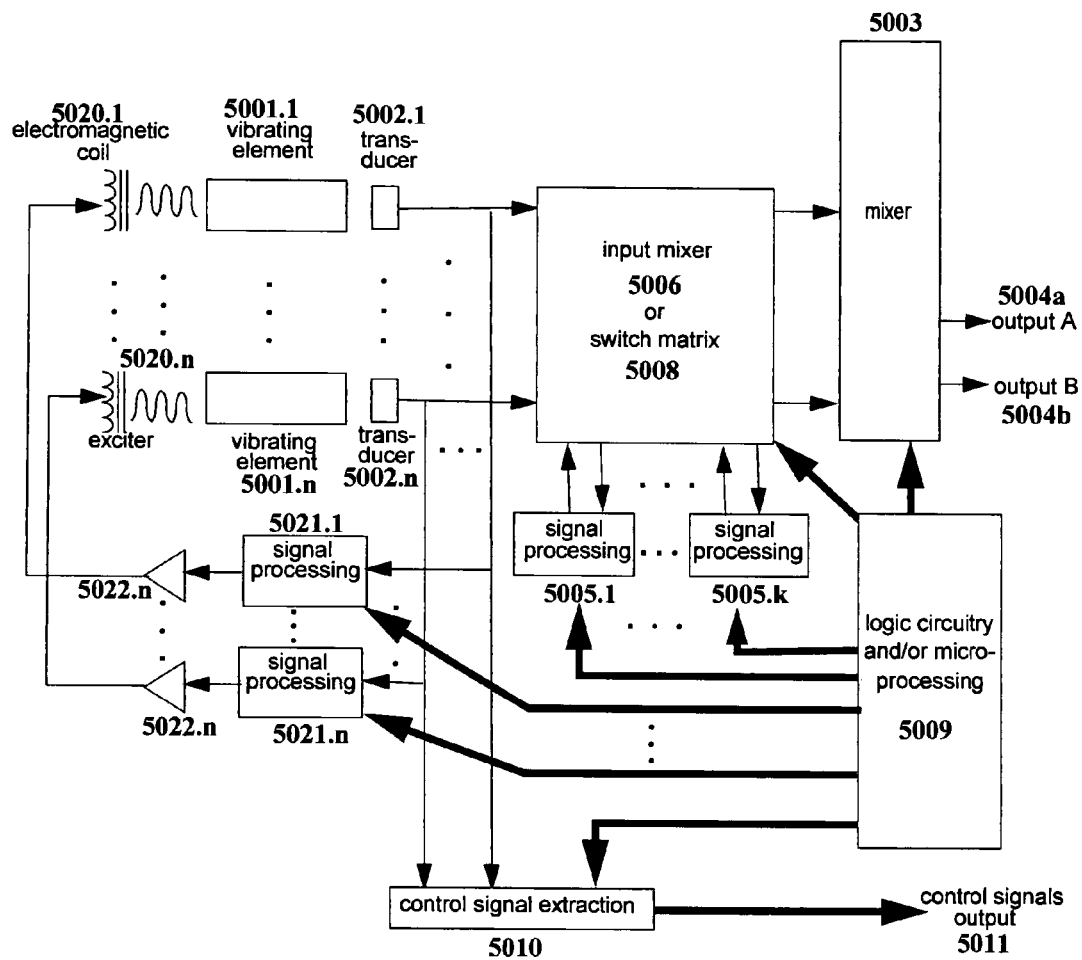 5003
5020.1
electromagnetic
coil
5001.1
vibrating
element
5002.1
trans-
ducer
mixer
input mixer
5006
or
switch matrix
5008
5004a
output A
output B
5004b
5020.n
exciter
vibrating
element
5001.n
trans-
ducer
5002.n
5021.1
signal
processing
5022.n
signal
processing
5005.1
signal
processing
5005.k
logic circuitry
and/or micro-
processing
5009
signal
processing
5022.n
5021.n
control signal extraction
5010
control signals
output
5011